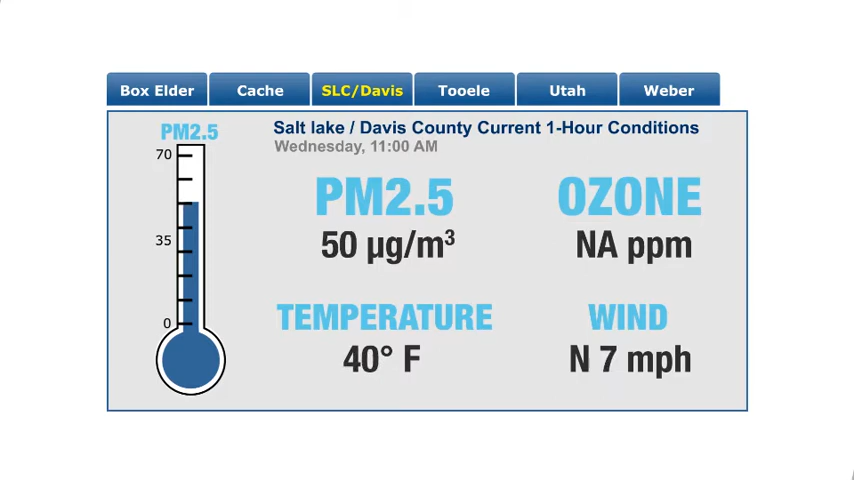 Box Elder Cache SLC/Davis Tooele Utah Weber
PM2.5
70
35
0
Salt lake / Davis County Current 1-Hour Conditions
Wednesday, 11:00 AM
PM2.5
50 µg/m³
OZONE
NA ppm
TEMPERATURE
40° F
WIND
N 7 mph